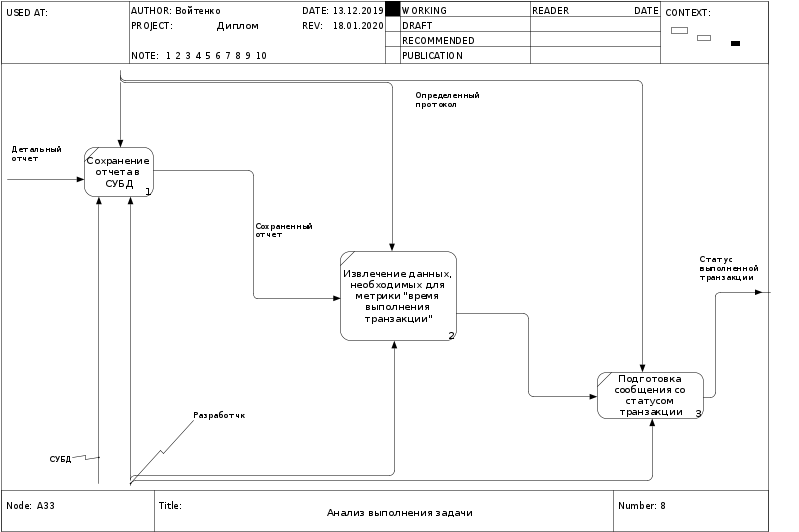 USED AT:
AUTHOR: Войтенко
DATE: 13.12.2019
WORKING
READER
DATE
CONTEXT:
PROJECT: Диплом
REV: 18.01.2020
DRAFT
RECOMMENDED
NOTE: 1 2 3 4 5 6 7 8 9 10
PUBLICATION
Определенный
протокол
Детальный
отчет
Сохранение
отчета в
СУБД
1
Сохраненный
отчет
Извлечение данных,
необходимых для
метрики "время
выполнения
транзакции"
2
Статус
выполненной
транзакции
Подготовка
сообщения со
статусом
транзакции
3
Разработчк
СУБД
Node: A33
Title:
Анализ выполнения задачи
Number: 8